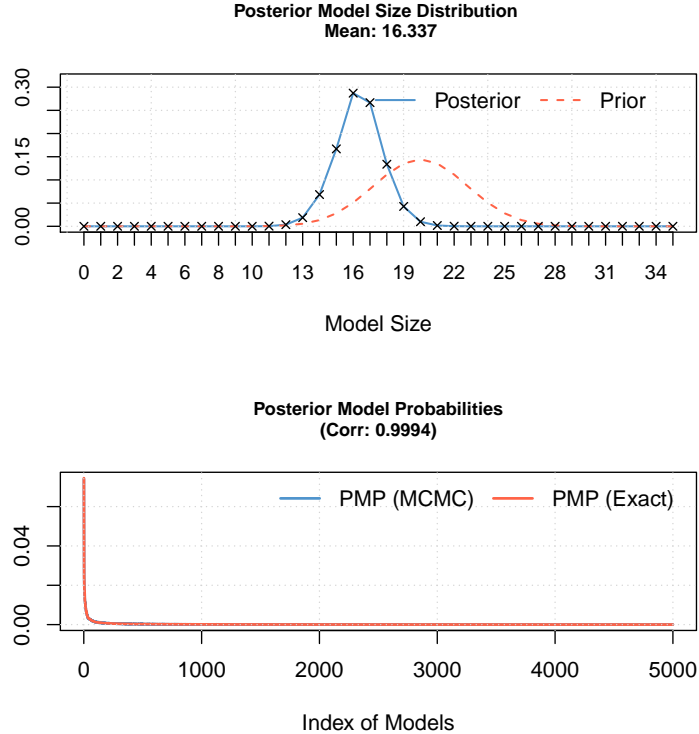 Posterior Model Size Distribution
Mean: 16.337
Posterior Prior
0.30
0.15
0.00
0 2 4 6 8 10 13 16 19 22 25 28 31 34
Model Size
Posterior Model Probabilities
(Corr: 0.9994)
PMP (MCMC) PMP (Exact)
0.04
0.00
0 1000 2000 3000 4000 5000
Index of Models